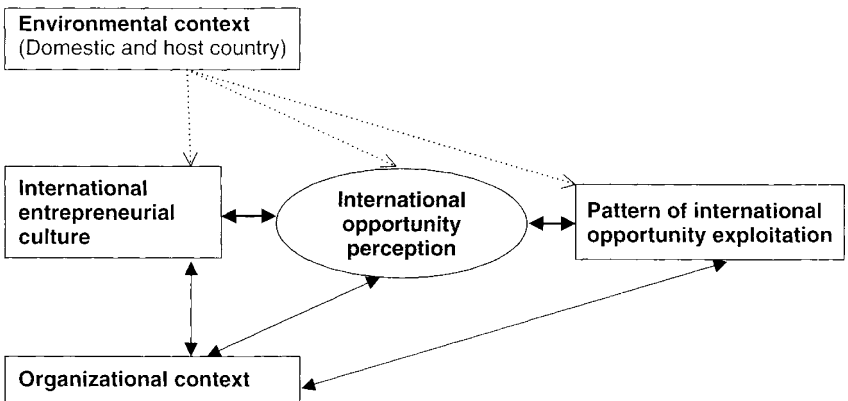 Environmental context
(Domestic and host country)
International
entrepreneurial
culture
International
opportunity
perception
Pattern of international
opportunity exploitation
Organizational context